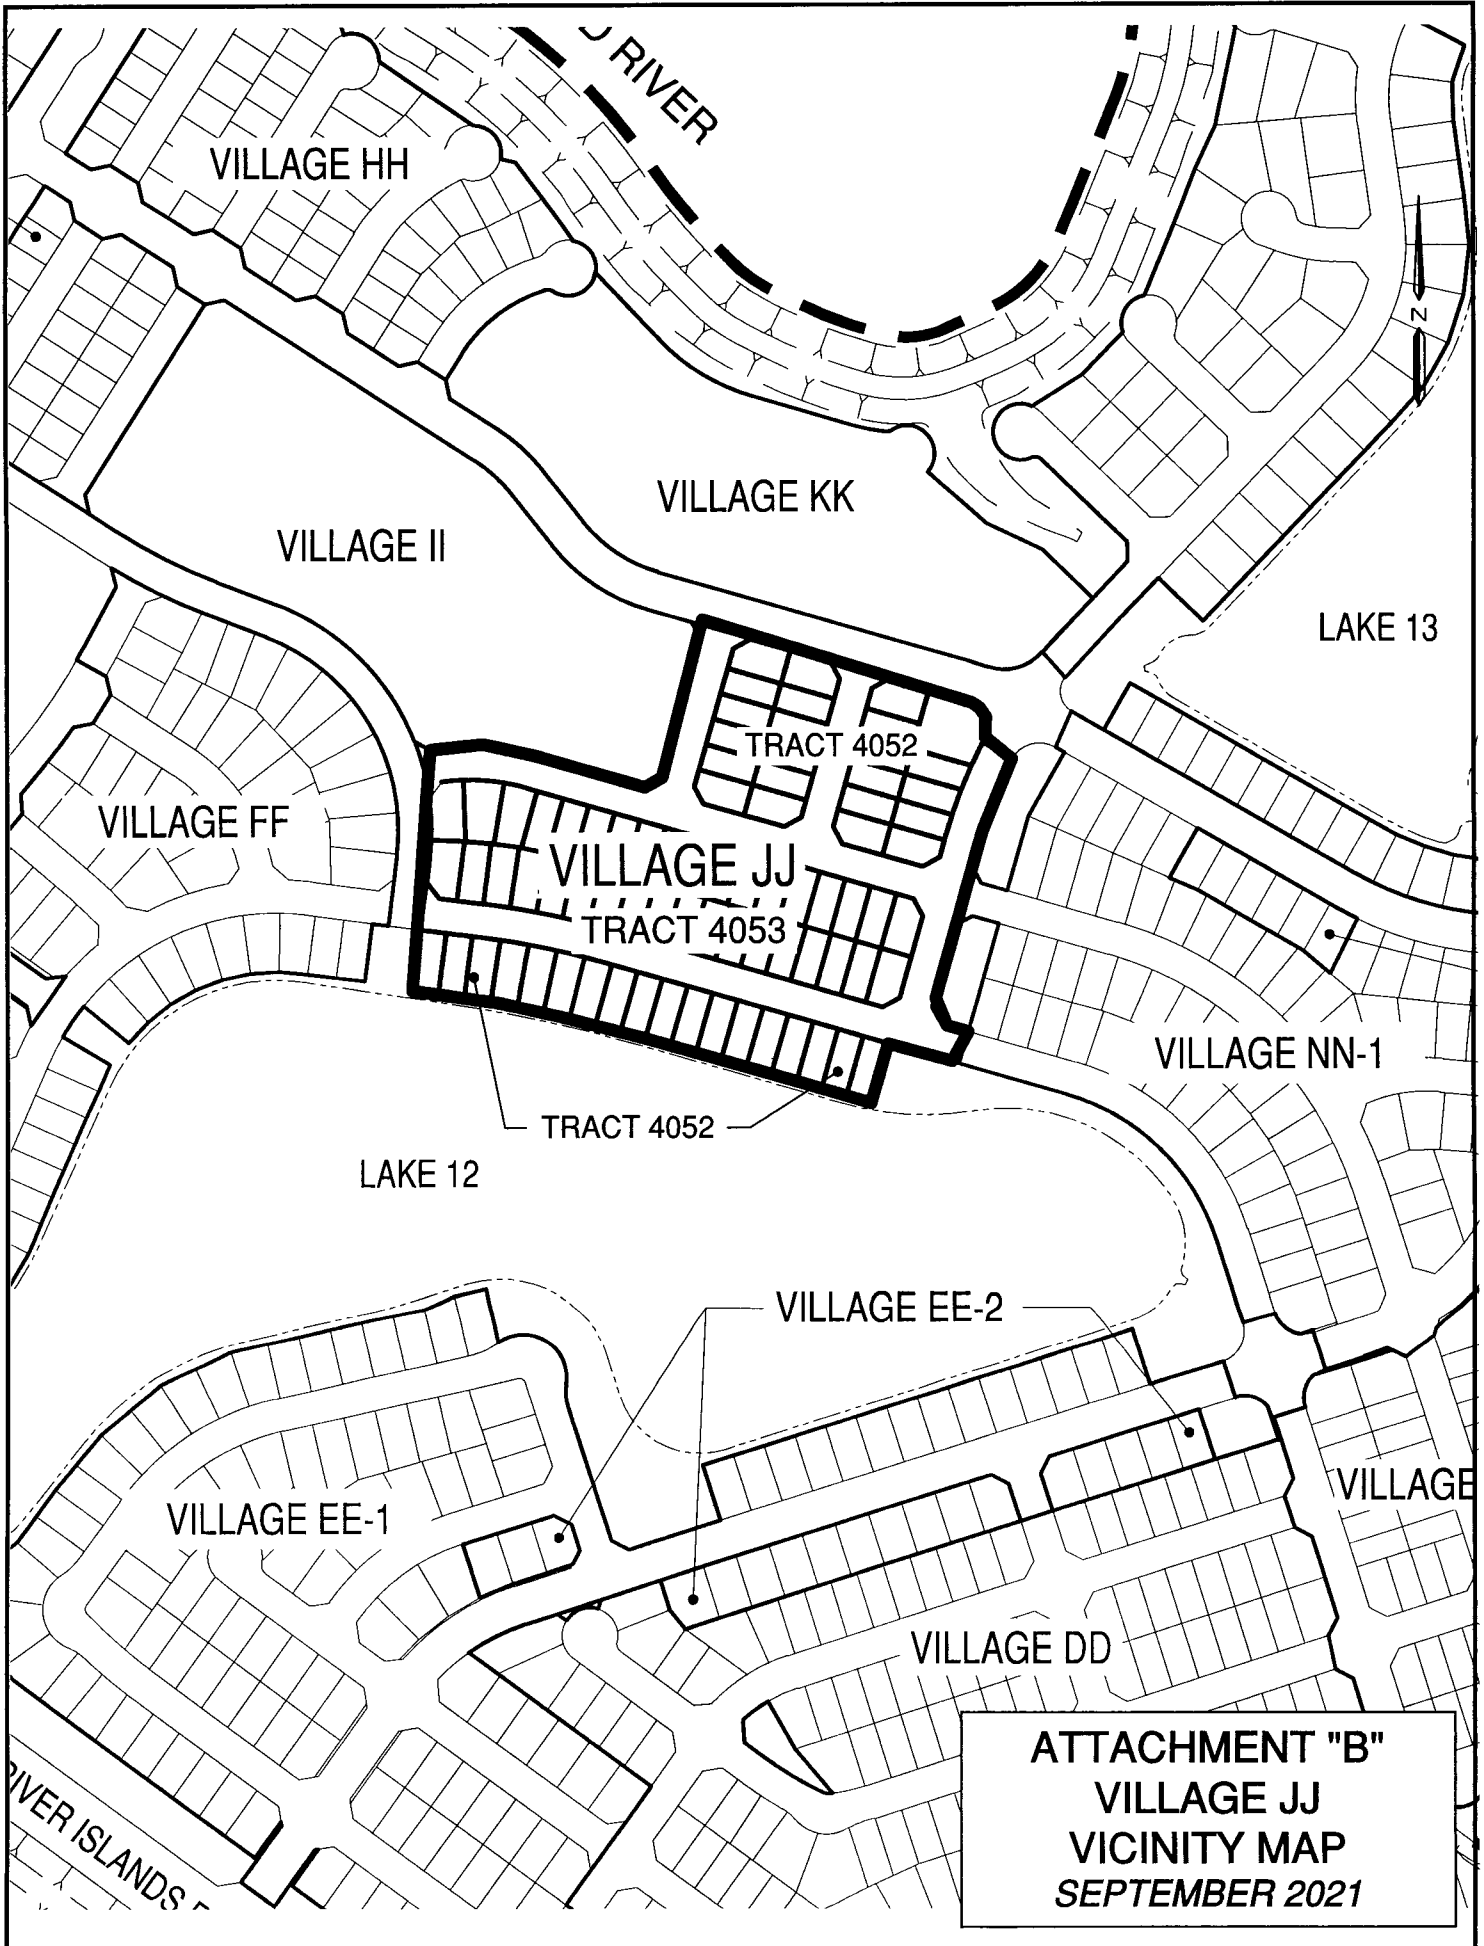 D RIVER
VILLAGE HH
N
VILLAGE KK
VILLAGE II
LAKE 13
TRACT 4052
VILLAGE FF
VILLAGE JJ
TRACT 4053
VILLAGE NN-1
TRACT 4052
LAKE 12
VILLAGE EE-2
VILLAGE
VILLAGE EE-1
VILLAGE DD
RIVER ISLANDS
ATTACHMENT "B"
VILLAGE JJ
VICINITY MAP
SEPTEMBER 2021